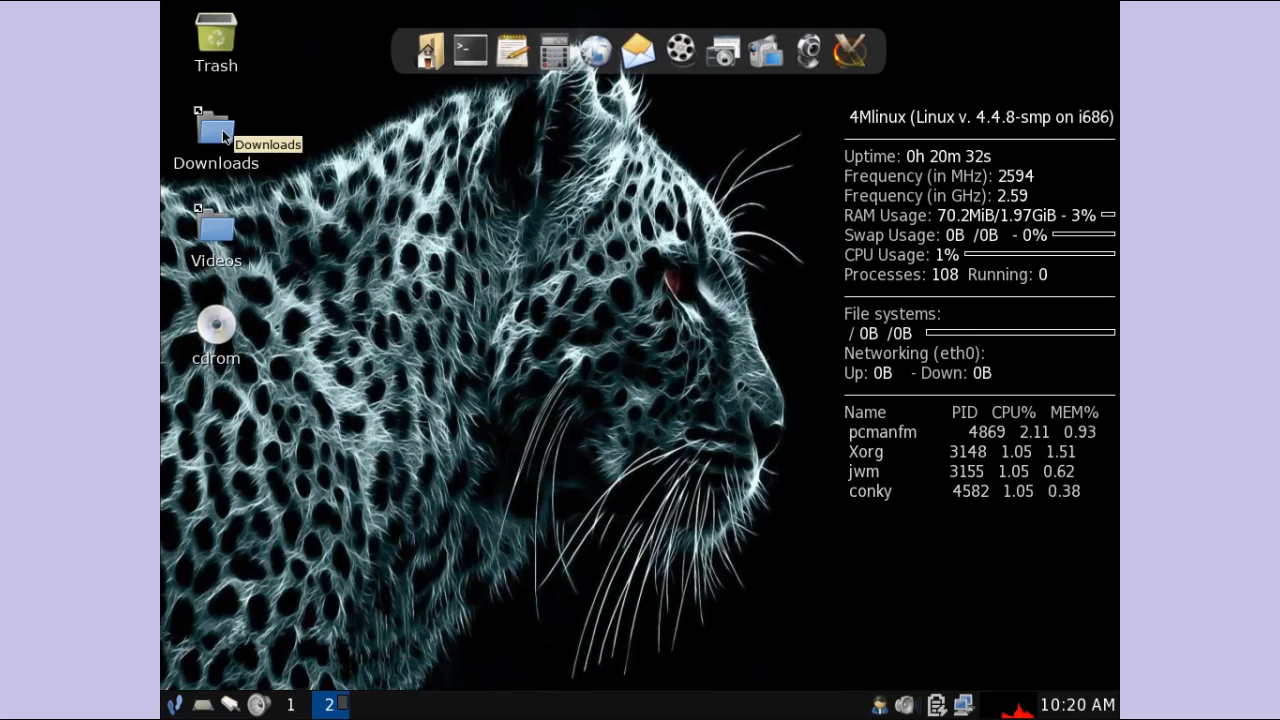 Trash
Downloads
Downloads
Videos
cdrom
4Mlinux (Linux v. 4.4.8-smp on i686)
Uptime: 0h 20m 32s
Frequency (in MHz): 2594
Frequency (in GHz): 2.59
RAM Usage: 70.2MiB/1.97GiB - 3%
Swap Usage: 0B /0B - 0%
CPU Usage: 1%
Processes: 108 Running: 0
File systems:
/ 0B /0B
Networking (eth0):
Up: 0B - Down: 0B
Name PID CPU% MEM%
pcmanfm 4869 2.11 0.93
Xorg 3148 1.05 1.51
jwm 3155 1.05 0.62
conky 4582 1.05 0.38
1 2 10:20 AM